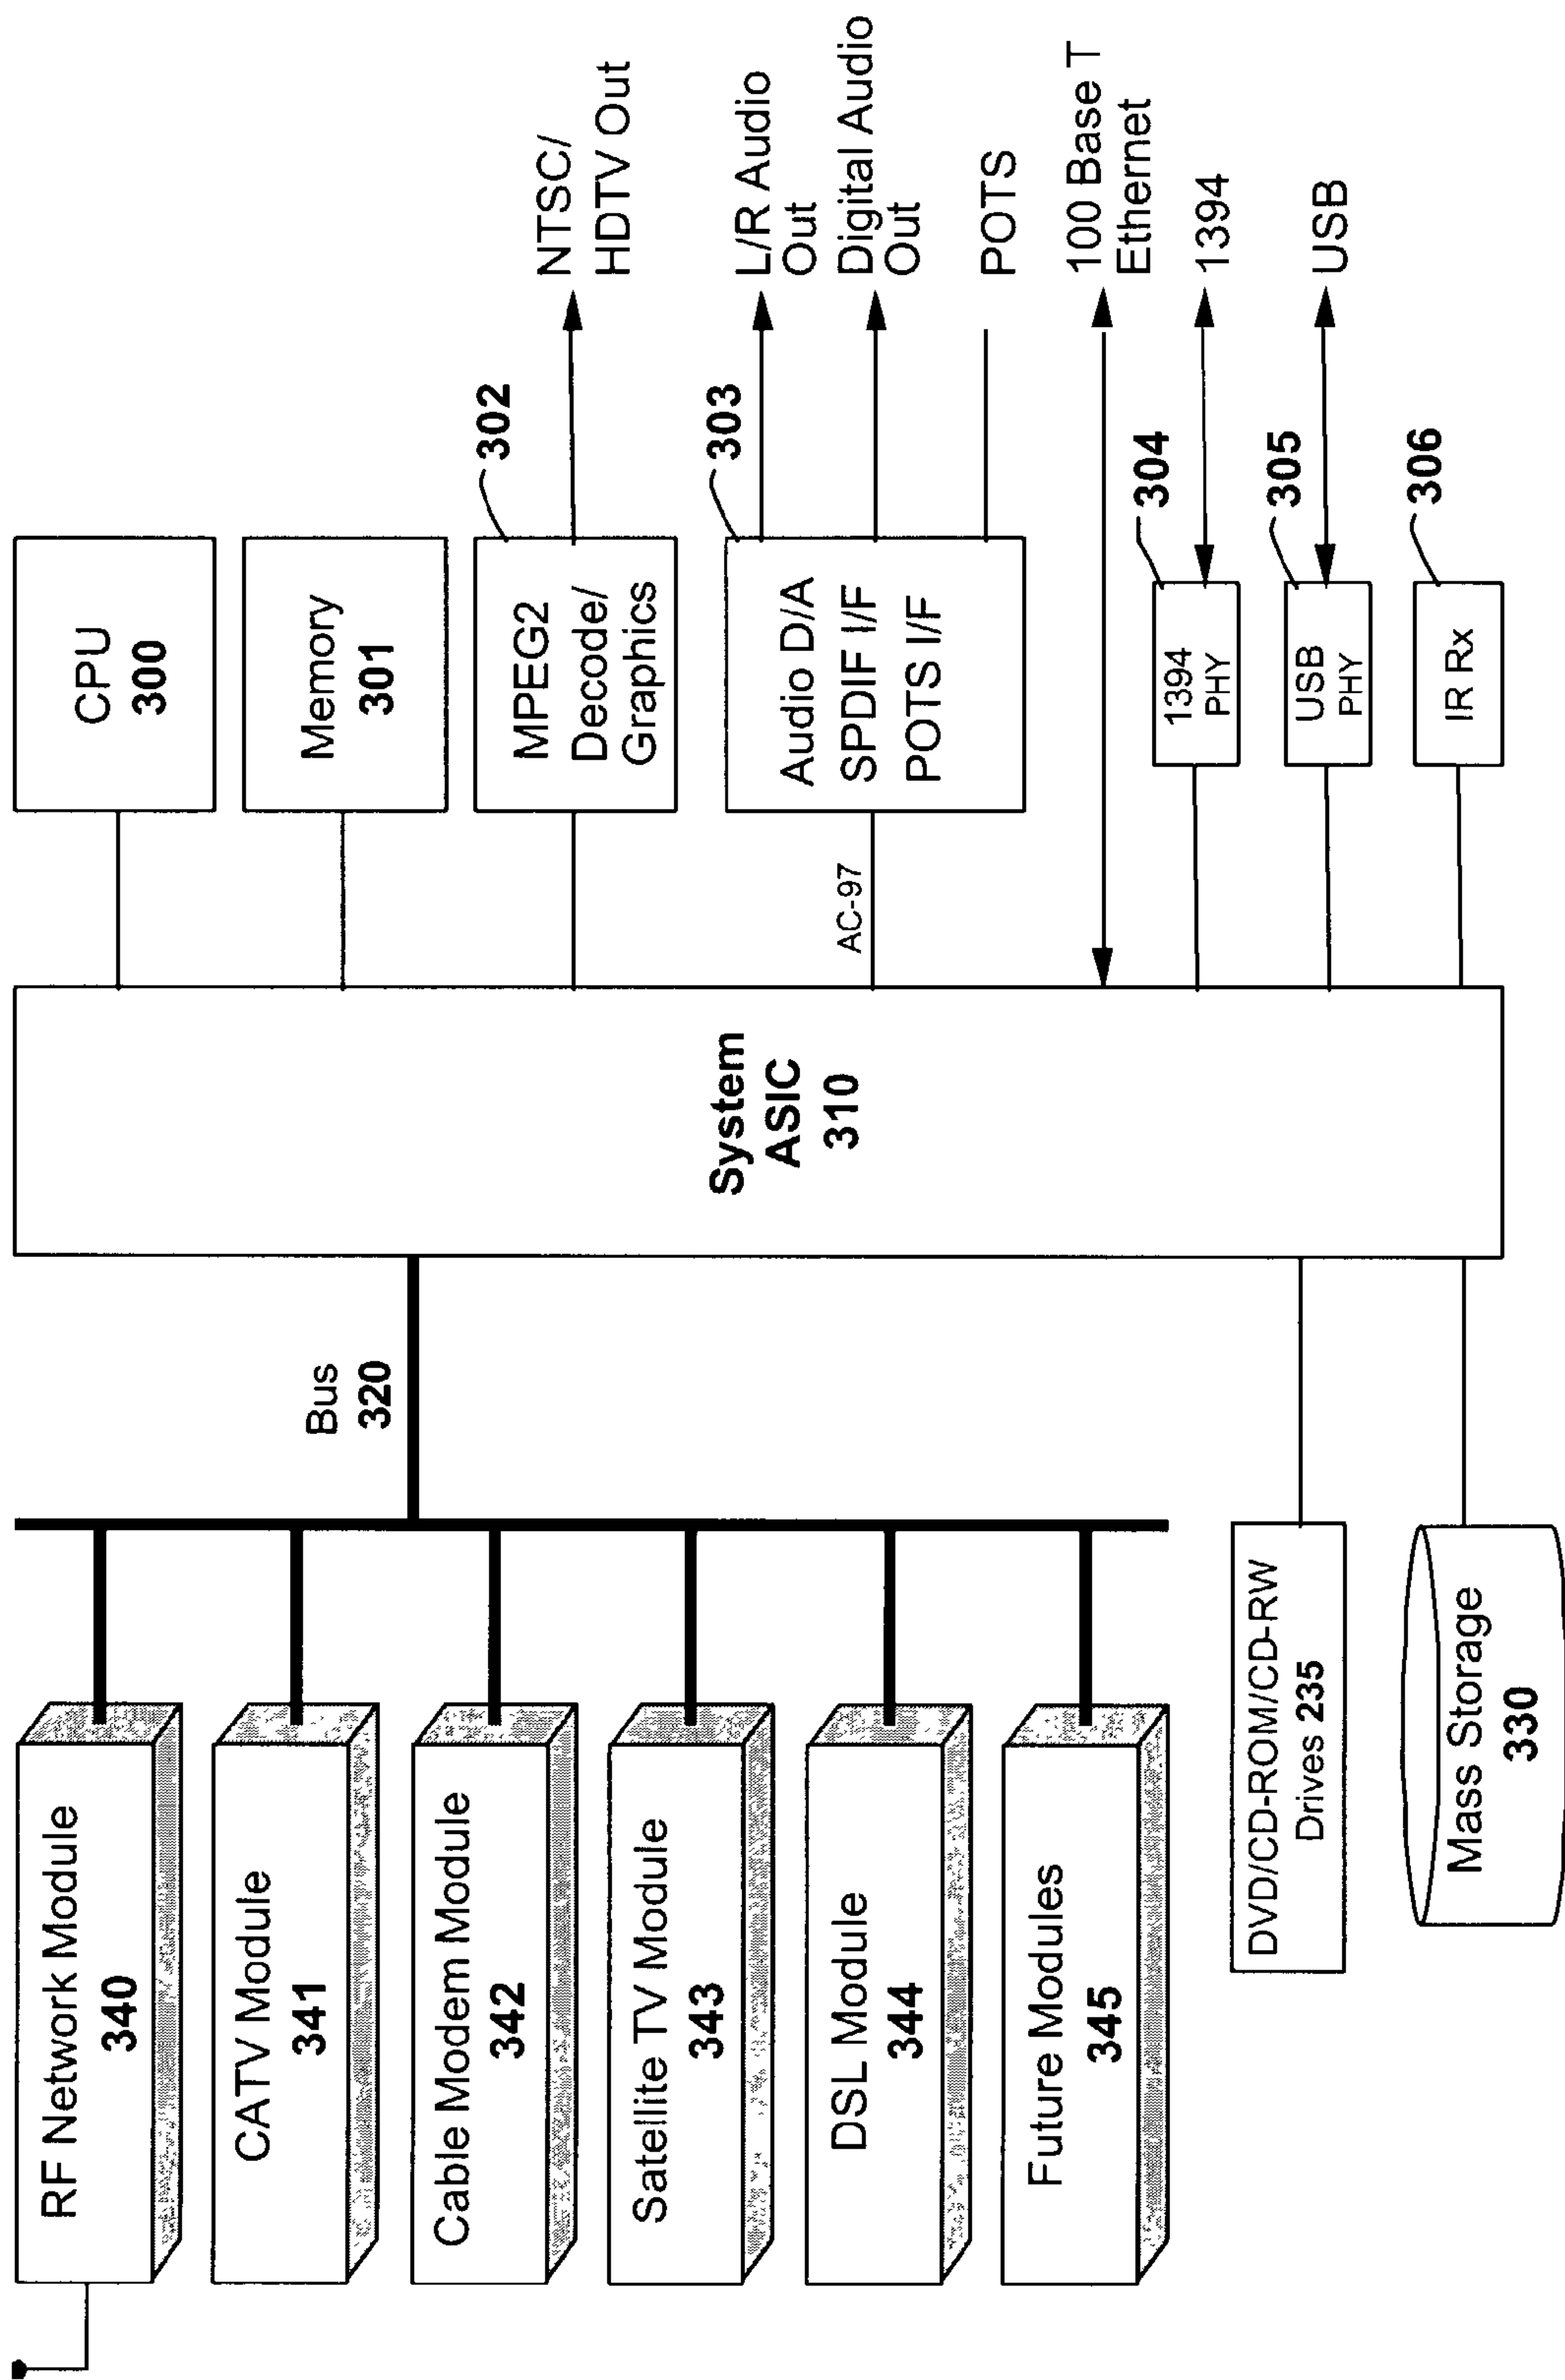 RF Network Module
340
CATV Module
341
Cable Modem Module
342
Satellite TV Module
343
DSL Module
344
Future Modules
345
DVD/CD-ROM/CD-RW
Drives 235
Mass Storage
330
Bus
320
System
ASIC
310
CPU
300
Memory
301
302
MPEG2
Decode/
Graphics
NTSC/
HDTV Out
303
AC-97
Audio D/A
SPDIF I/F
POTS I/F
L/R Audio
Out
Digital Audio
Out
POTS
100 Base T
Ethernet
304
1394
PHY
1394
305
USB
PHY
USB
306
IR Rx